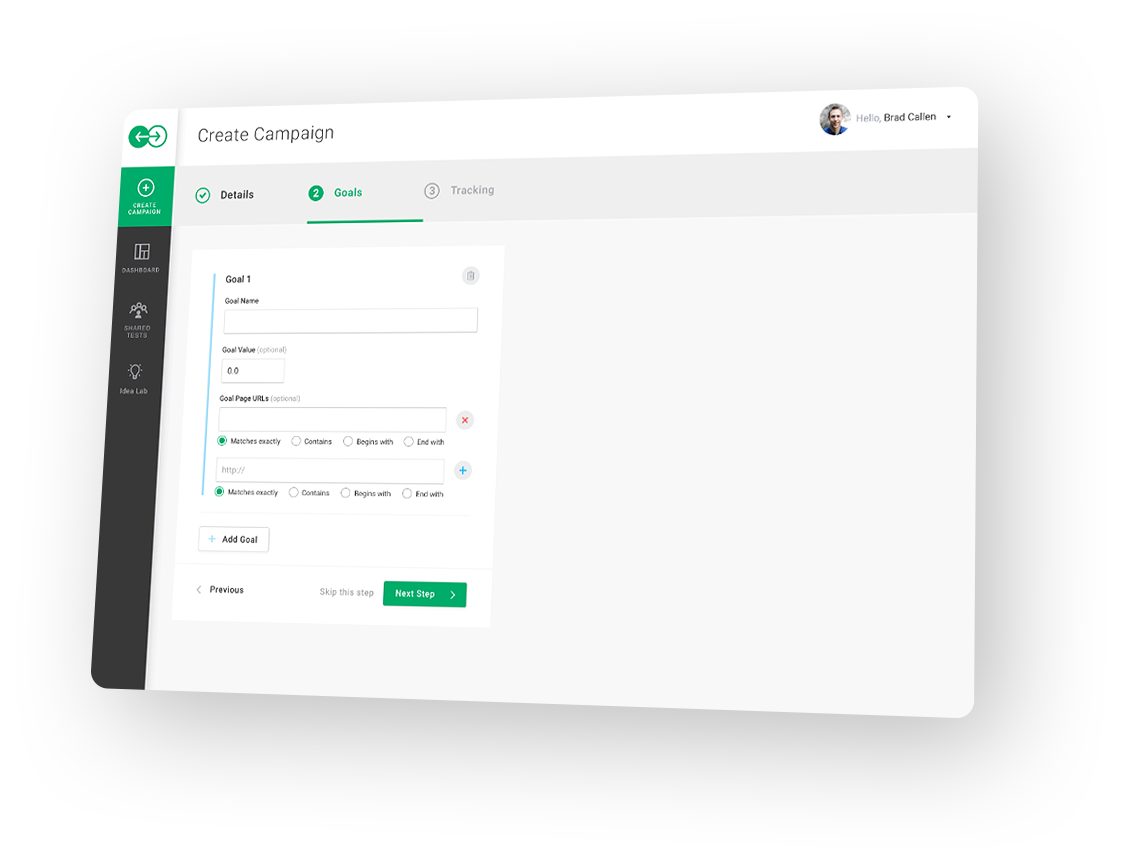 Create Campaign
Hello, Brad Callen
CREATE
CAMPAIGN
DASHBOARD
SHARED
TESTS
Idea Lab
Details
2 Goals
3 Tracking
Goal 1
Goal Name
Goal Value (optional)
0.0
Goal Page URLs (optional)
Matches exactly Contains Begins with End with
http://
Matches exactly Contains Begins with End with
+ Add Goal
Previous
Skip this step
Next Step